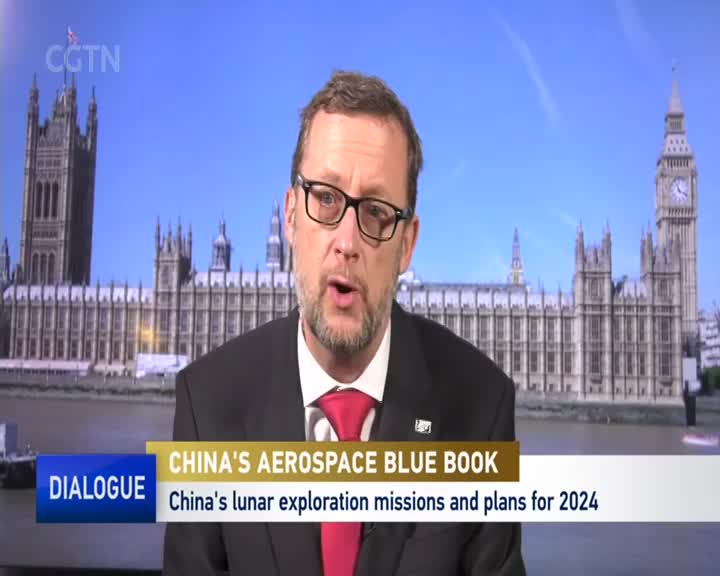 CGTN
CHINA'S AEROSPACE BLUE BOOK
DIALOGUE
China's lunar exploration missions and plans for 2024